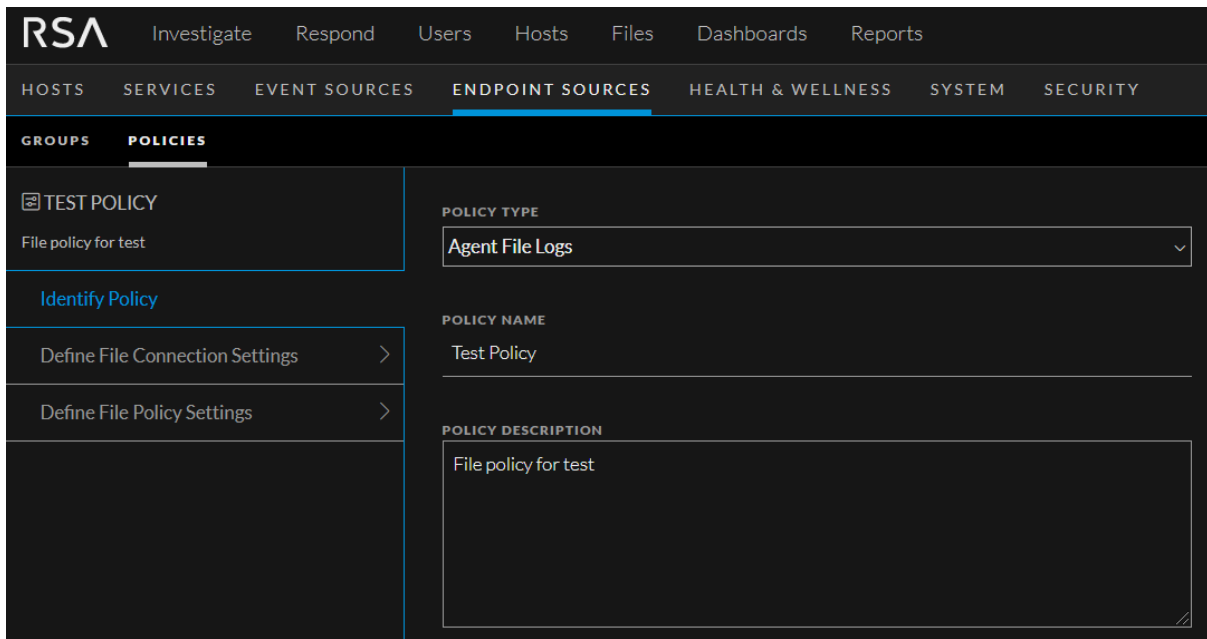 RSA Investigate Respond Users Hosts Files Dashboards Reports
HOSTS SERVICES EVENT SOURCES ENDPOINT SOURCES HEALTH & WELLNESS SYSTEM SECURITY
GROUPS POLICIES
TEST POLICY
File policy for test
Identify Policy
Define File Connection Settings
Define File Policy Settings
POLICY TYPE
Agent File Logs
POLICY NAME
Test Policy
POLICY DESCRIPTION
File policy for test